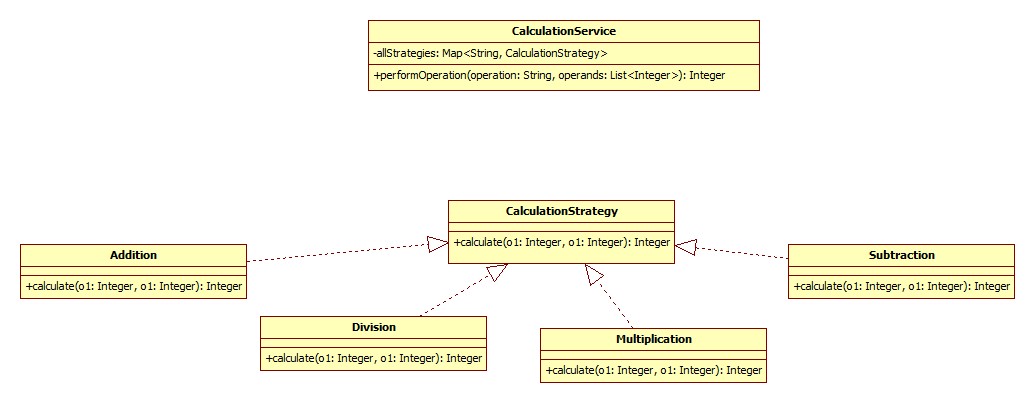 CalculationService
-allStrategies: Map<String, CalculationStrategy>
+performOperation(operation: String, operands: List<Integer>): Integer
CalculationStrategy
+calculate(o1: Integer, o1: Integer): Integer
Addition
+calculate(o1: Integer, o1: Integer): Integer
Subtraction
+calculate(o1: Integer, o1: Integer): Integer
Division
+calculate(o1: Integer, o1: Integer): Integer
Multiplication
+calculate(o1: Integer, o1: Integer): Integer